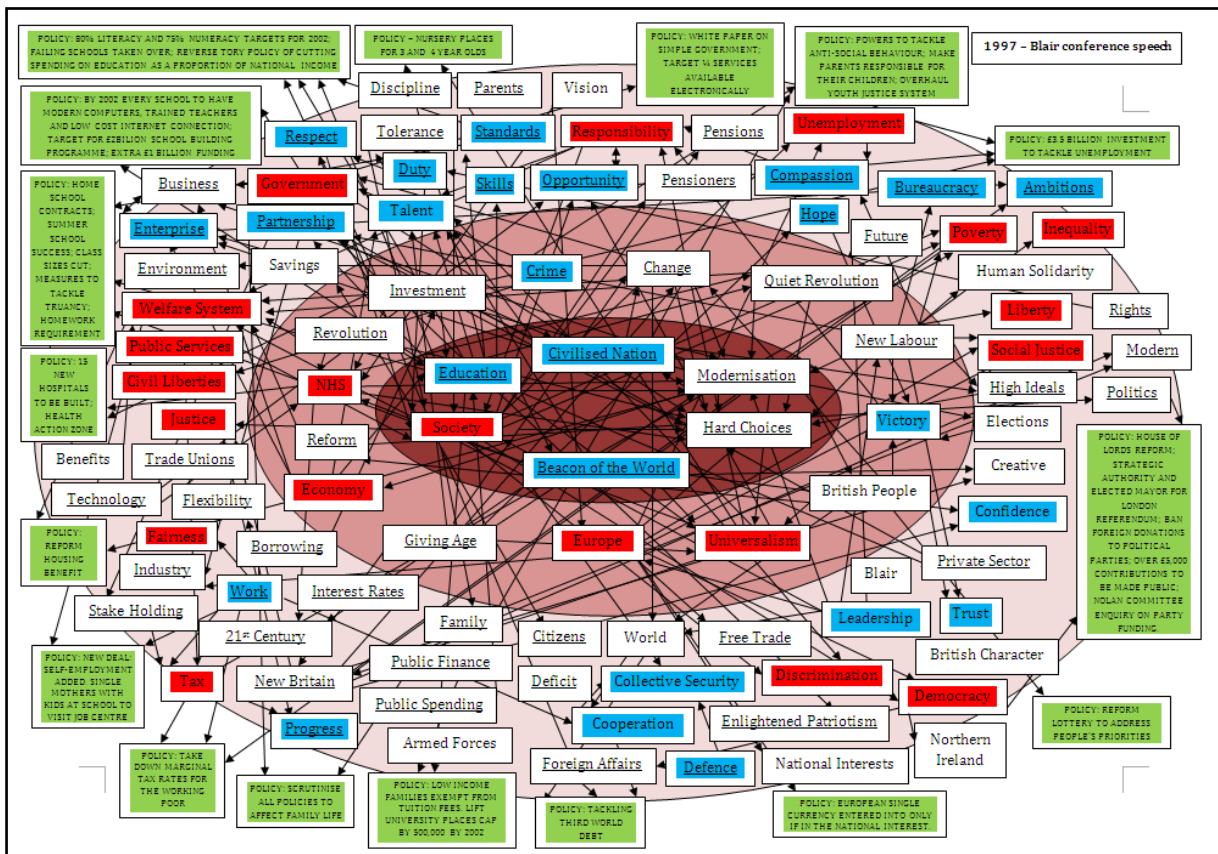 POLICY: 80% LITERACY AND 75% NUMERACY TARGETS FOR 2002;
FAILING SCHOOLS TAKEN OVER; REVERSE TORY POLICY OF CUTTING
SPENDING ON EDUCATION AS A PROPORTION OF NATIONAL INCOME
POLICY – NURSERY PLACES
FOR 3 AND 4 YEAR OLDS
POLICY: WHITE PAPER ON
SIMPLE GOVERNMENT;
TARGET ¼ SERVICES
AVAILABLE
ELECTRONICALLY
POLICY: POWERS TO TACKLE
ANTI-SOCIAL BEHAVIOUR; MAKE
PARENTS RESPONSIBLE FOR
THEIR CHILDREN; OVERHAUL
YOUTH JUSTICE SYSTEM
1997 – Blair conference speech
Discipline
Parents
Vision
POLICY: BY 2002 EVERY SCHOOL TO HAVE
MODERN COMPUTERS, TRAINED TEACHERS
AND LOW COST INTERNET CONNECTION;
TARGET FOR £2BILION SCHOOL BUILDING
PROGRAMME; EXTRA £1 BILLION FUNDING
Respect
Tolerance
Standards
Responsibility
Pensions
Unemployment
POLICY: £3.5 BILLION INVESTMENT
TO TACKLE UNEMPLOYMENT
Business
Government
Duty
Skills
Opportunity
Pensioners
Compassion
Bureaucracy
Ambitions
POLICY: HOME
SCHOOL
CONTRACTS;
SUMMER
SCHOOL
SUCCESS; CLASS
SIZES CUT;
MEASURES TO
TACKLE
TRUANCY;
HOMEWORK
REQUIREMENT
Enterprise
Partnership
Talent
Hope
Future
Poverty
Inequality
Environment
Savings
Crime
Change
Quiet Revolution
Human Solidarity
Investment
Welfare System
Liberty
Rights
Revolution
New Labour
Public Services
Civilised Nation
Social Justice
Modern
POLICY: 15
NEW
HOSPITALS
TO BE BUILT;
HEALTH
ACTION ZONE
Civil Liberties
NHS
Education
Modernisation
High Ideals
Politics
Justice
Society
Hard Choices
Victory
Elections
Reform
Benefits
Trade Unions
Beacon of the World
Creative
Economy
British People
Technology
Flexibility
Confidence
POLICY: HOUSE OF
LORDS REFORM;
STRATEGIC
AUTHORITY AND
ELECTED MAYOR FOR
LONDON
REFERENDUM; BAN
FOREIGN DONATIONS
TO POLITICAL
PARTIES; OVER £5,000
CONTRIBUTIONS TO
BE MADE PUBLIC;
NOLAN COMMITTEE
ENQUIRY ON PARTY
FUNDING.
POLICY:
REFORM
HOUSING
BENEFIT
Fairness
Borrowing
Giving Age
Europe
Universalism
Industry
Blair
Private Sector
Work
Interest Rates
Stake Holding
Family
Leadership
Trust
21st Century
Citizens
World
Free Trade
British Character
POLICY: NEW DEAL:
SELF-EMPLOYMENT
ADDED. SINGLE
MOTHERS WITH
KIDS AT SCHOOL TO
VISIT JOB CENTRE
Tax
New Britain
Public Finance
Deficit
Collective Security
Discrimination
Democracy
Public Spending
Progress
Cooperation
Enlightened Patriotism
POLICY: REFORM
LOTTERY TO ADDRESS
PEOPLE'S PRIORITIES
Armed Forces
Northern
Ireland
Foreign Affairs
Defence
National Interests
POLICY: TAKE
DOWN MARGINAL
TAX RATES FOR
THE WORKING
POOR
POLICY: SCRUTINISE
ALL POLICIES TO
AFFECT FAMILY LIFE
POLICY: LOW INCOME
FAMILIES EXEMPT FROM
TUITION FEES. LIFT
UNIVERSITY PLACES CAP
BY 500,000 BY 2002
POLICY: TACKLING
THIRD WORLD
DEBT
POLICY: EUROPEAN SINGLE
CURRENCY ENTERED INTO ONLY
IF IN THE NATIONAL INTEREST.